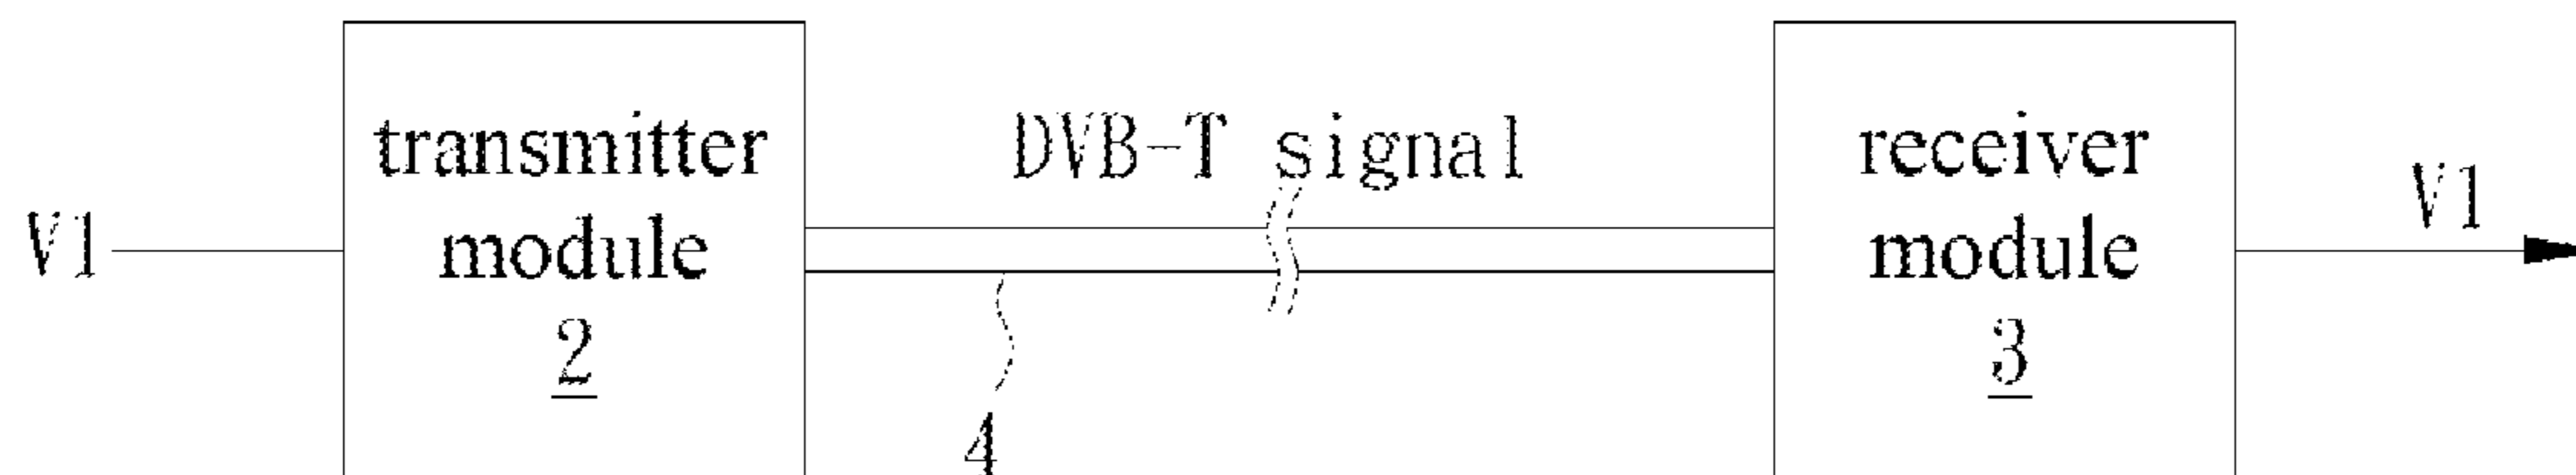 V1
transmitter
module
2
DVB-T signal
4
receiver
module
3
V1